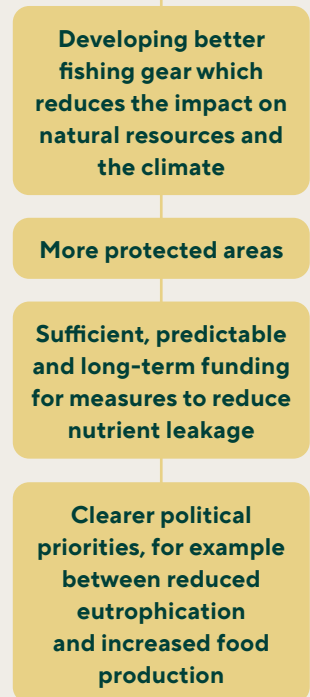 Developing better
fishing gear which
reduces the impact on
natural resources and
the climate
More protected areas
Sufficient, predictable
and long-term funding
for measures to reduce
nutrient leakage
Clearer political
priorities, for example
between reduced
eutrophication
and increased food
production